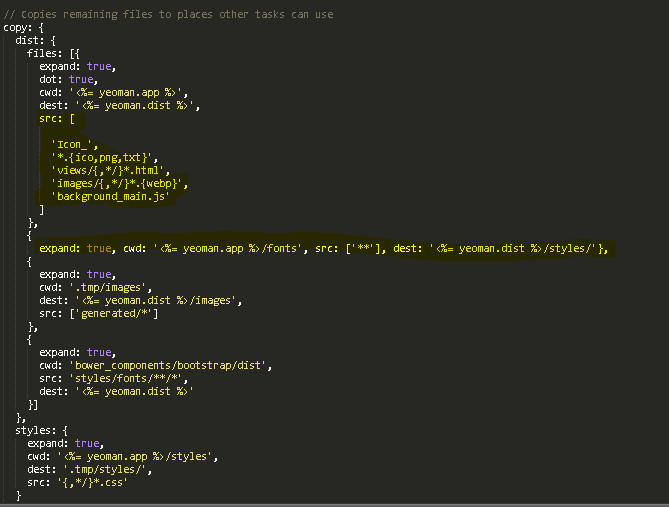 // Copies remaining files to places other tasks can use
copy: {
dist: {
files: [{
expand: true,
dot: true,
cwd: '<%= yeoman.app %>',
dest: '<%= yeoman.dist %>',
src: [
'Icon_',
'*.{ico,png,txt}',
'views/{,*/}*.html',
'images/{,*/}*.{webp}',
'background_main.js'
]
},
{
expand: true, cwd: '<%= yeoman.app %>/fonts', src: ['**'], dest: '<%= yeoman.dist %>/styles/'},
{
expand: true,
cwd: '.tmp/images',
dest: '<%= yeoman.dist %>/images',
src: ['generated/*']
},
{
expand: true,
cwd: 'bower_components/bootstrap/dist',
src: 'styles/fonts/**/*',
dest: '<%= yeoman.dist %>'
}]
},
styles: {
expand: true,
cwd: '<%= yeoman.app %>/styles',
dest: '.tmp/styles/',
src: '{,*/}*.css'
}